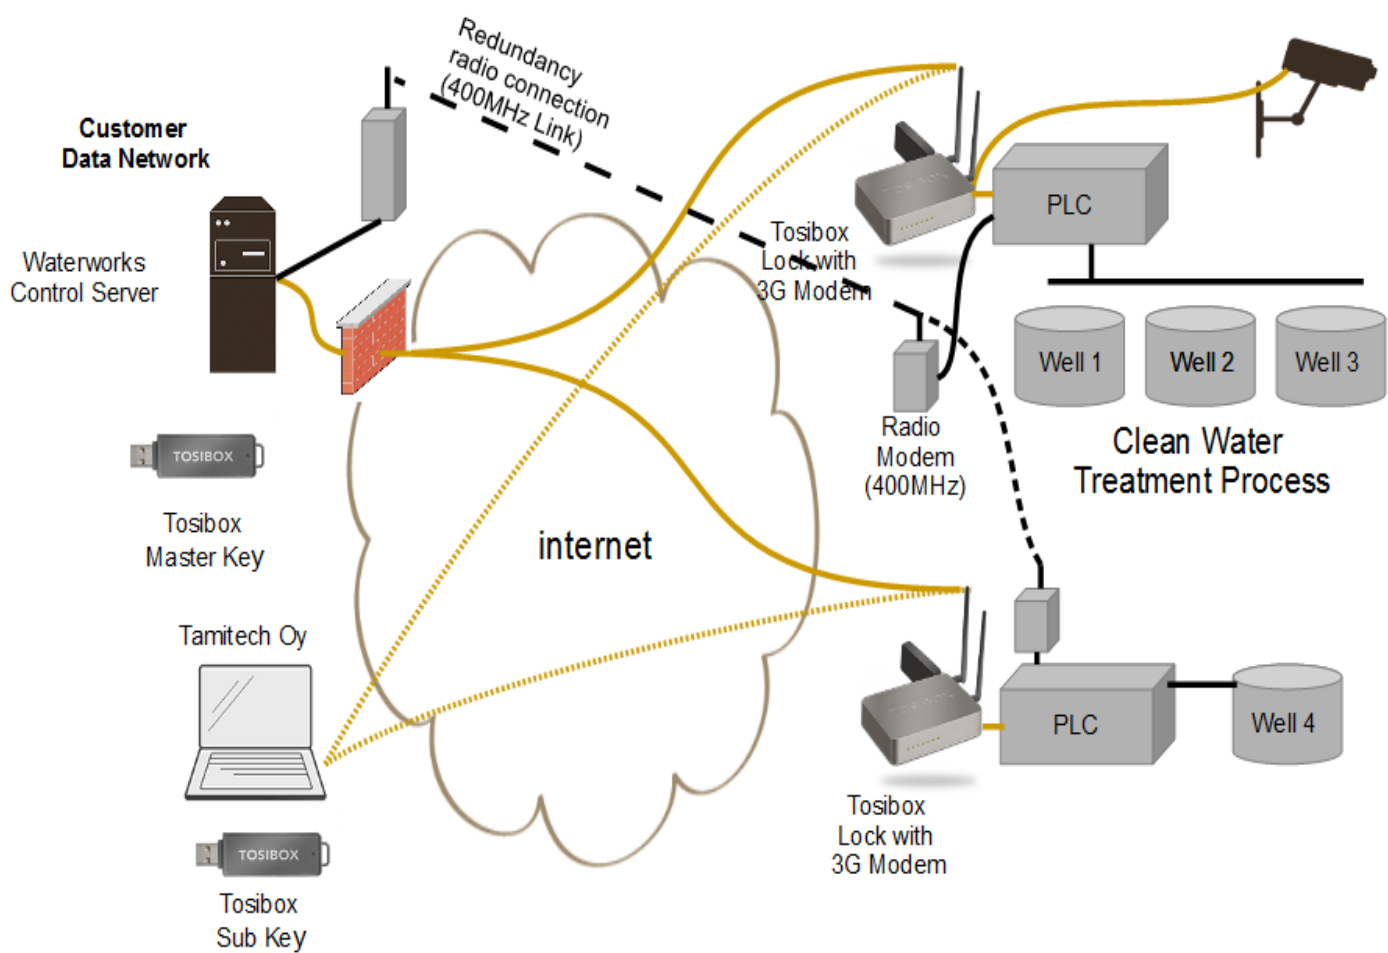 Redundancy
radio connection
(400MHz Link)
Customer
Data Network
Waterworks
Control Server
TOSIBOX
Tosibox
Master Key
Tamitech Oy
TOSIBOX
Tosibox
Sub Key
internet
TOSIBOX
Tosibox
Lock with
3G Modem
PLC
Well 1
Well 2
Well 3
Clean Water
Treatment Process
Radio
Modem
(400MHz)
TOSIBOX
Tosibox
Lock with
3G Modem
PLC
Well 4